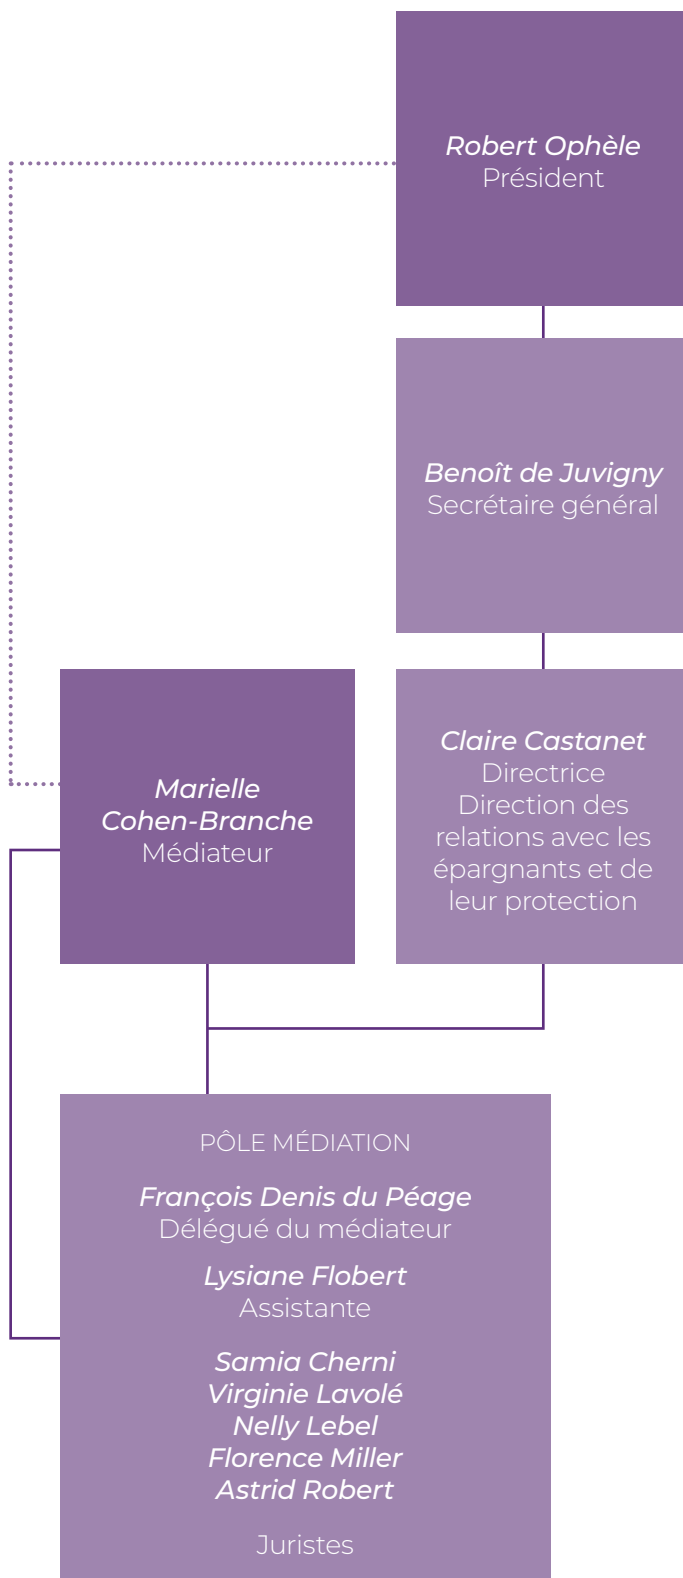 Robert Ophèle
Président
Benoît de Juvigny
Secrétaire général
Marielle
Cohen-Branche
Médiateur
Claire Castanet
Directrice
Direction des
relations avec les
épargnants et de
leur protection
PÔLE MÉDIATION
François Denis du Péage
Délégué du médiateur
Lysiane Flobert
Assistante
Samia Cherni
Virginie Lavolé
Nelly Lebel
Florence Miller
Astrid Robert
Juristes